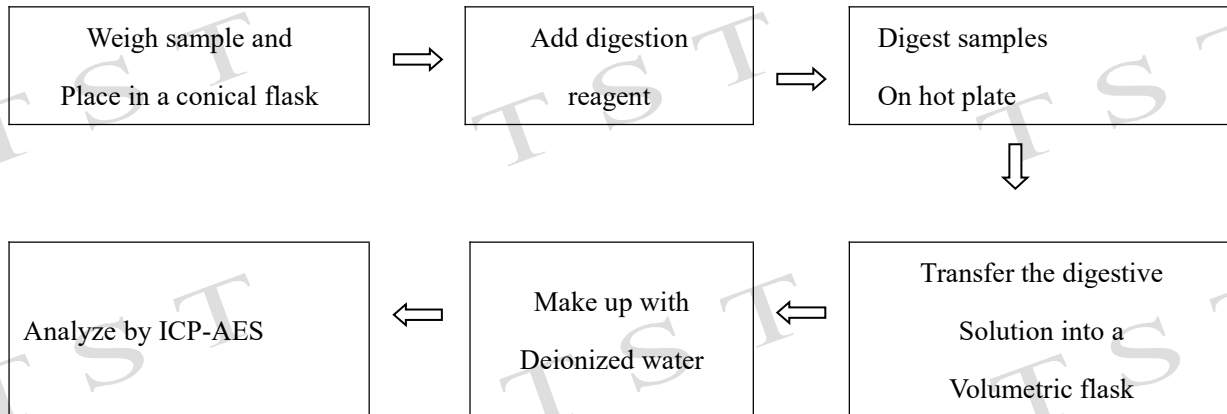 Weigh sample and
Place in a conical flask
Add digestion
reagent
Digest samples
On hot plate
Transfer the digestive
Solution into a
Volumetric flask
Make up with
Deionized water
Analyze by ICP-AES
T S T
T S T
T S T
T S T
T S T
T S T